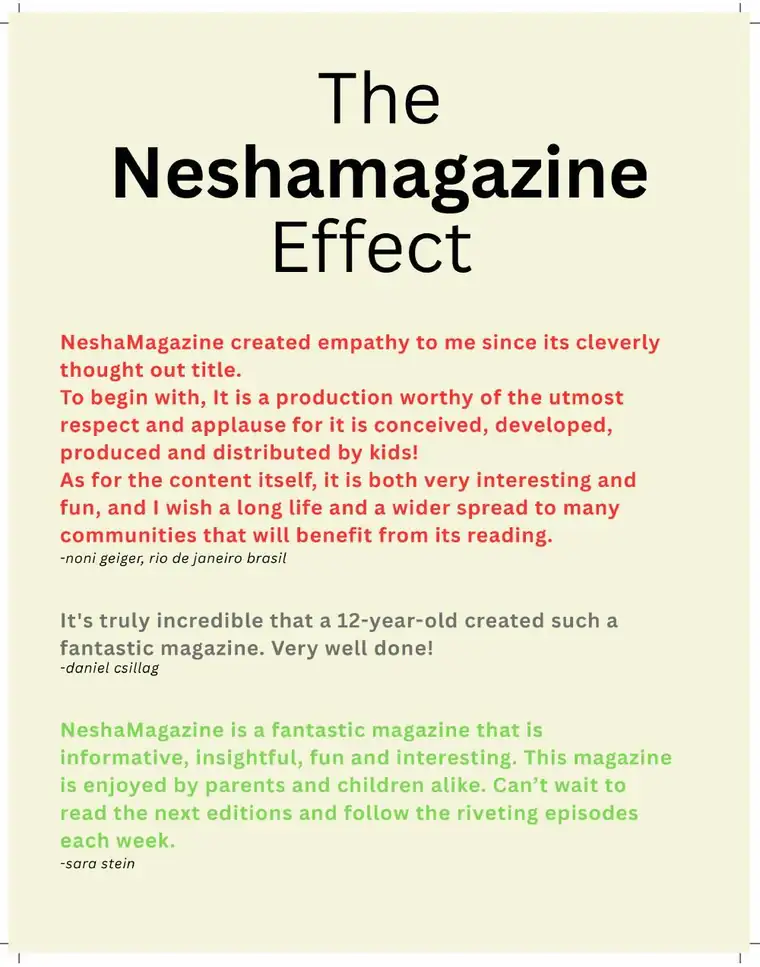 The
Neshamagazine
Effect
NeshaMagazine created empathy to me since its cleverly
thought out title.
To begin with, It is a production worthy of the utmost
respect and applause for it is conceived, developed,
produced and distributed by kids!
As for the content itself, it is both very interesting and
fun, and I wish a long life and a wider spread to many
communities that will benefit from its reading.
-noni geiger, rio de janeiro brasil
It's truly incredible that a 12-year-old created such a
fantastic magazine. Very well done!
-daniel csillag
NeshaMagazine is a fantastic magazine that is
informative, insightful, fun and interesting. This magazine
is enjoyed by parents and children alike. Can’t wait to
read the next editions and follow the riveting episodes
each week.
-sara stein